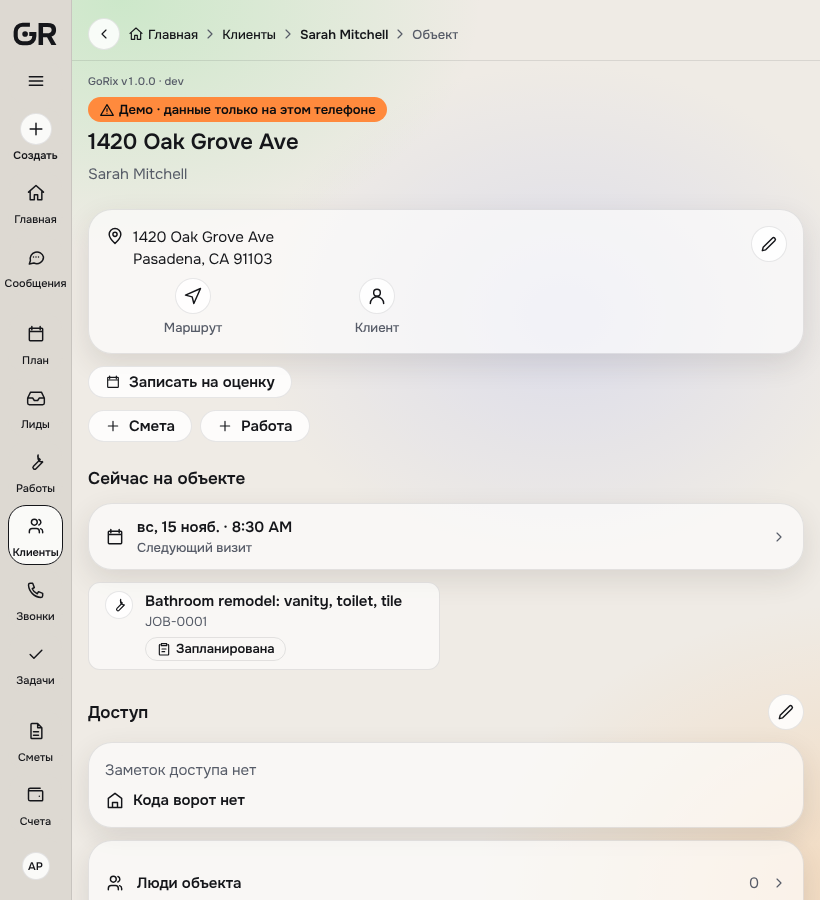 GR
Главная
Клиенты
Sarah Mitchell
Объект
GoRix v1.0.0 · dev
Демо · данные только на этом телефоне
1420 Oak Grove Ave
Sarah Mitchell
Создать
Главная
Сообщения
План
Лиды
Работы
Клиенты
Звонки
Задачи
Сметы
Счета
AP
1420 Oak Grove Ave
Pasadena, CA 91103
Маршрут
Клиент
Записать на оценку
Смета
Работа
Сейчас на объекте
вс, 15 нояб. · 8:30 AM
Следующий визит
Bathroom remodel: vanity, toilet, tile
JOB-0001
Запланирована
Доступ
Заметок доступа нет
Кода ворот нет
Люди объекта 0